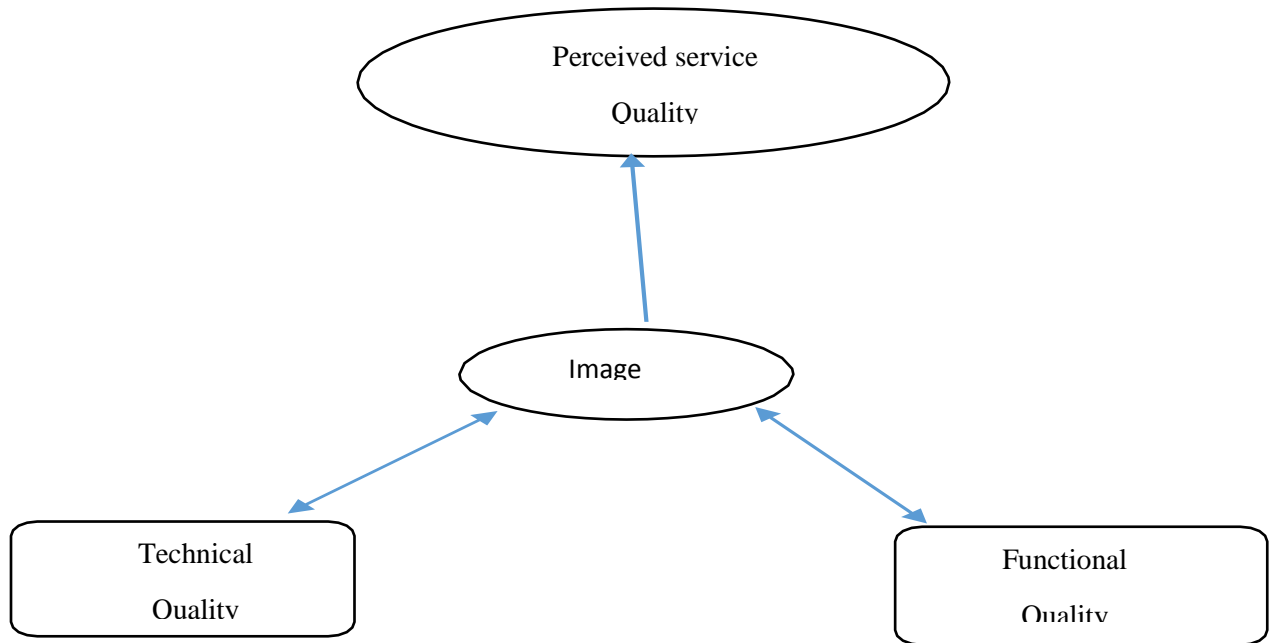 Perceived service
Quality
Image
Technical
Quality
Functional
Quality